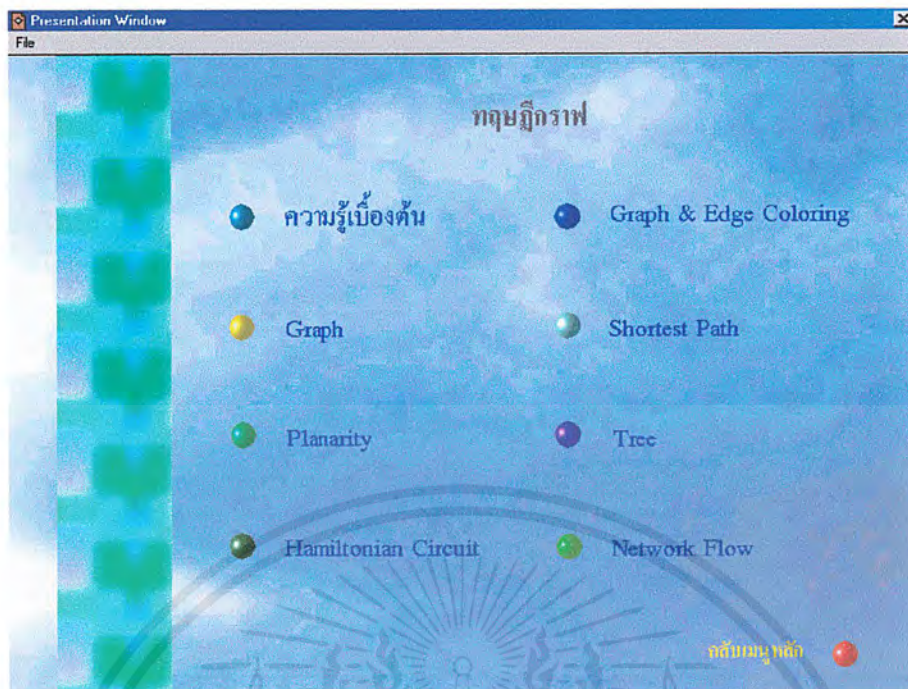 Presentation Window
File
ทฤษฎีกราฟ
ความรู้เบื้องต้น
Graph & Edge Coloring
Graph
Shortest Path
Planarity
Tree
Hamiltonian Circuit
Network Flow
กลับเมนูหลัก